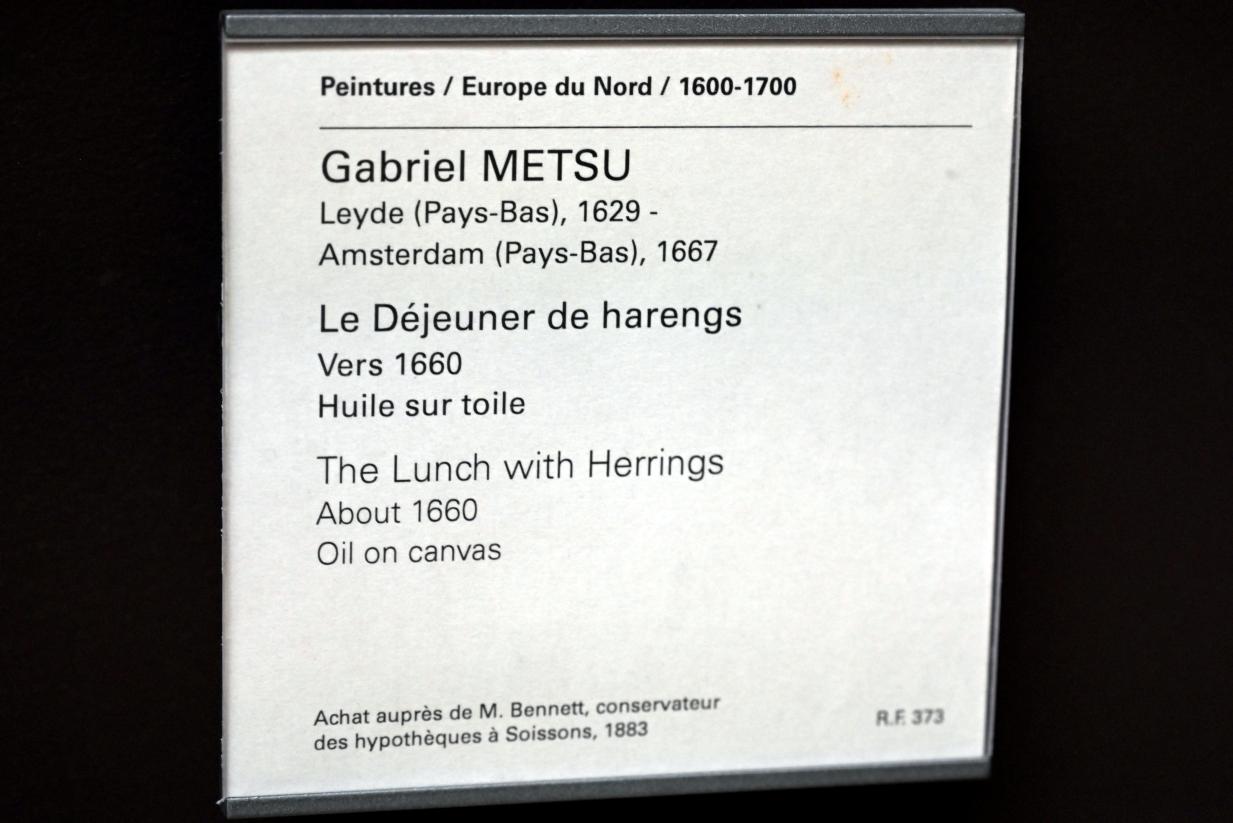 Peintures / Europe du Nord / 1600-1700
Gabriel METSU
Leyde (Pays-Bas), 1629 -
Amsterdam (Pays-Bas), 1667
Le Déjeuner de harengs
Vers 1660
Huile sur toile
The Lunch with Herrings
About 1660
Oil on canvas
Achat auprès de M. Bennett, conservateur
des hypothèques à Soissons, 1883
R.F. 373